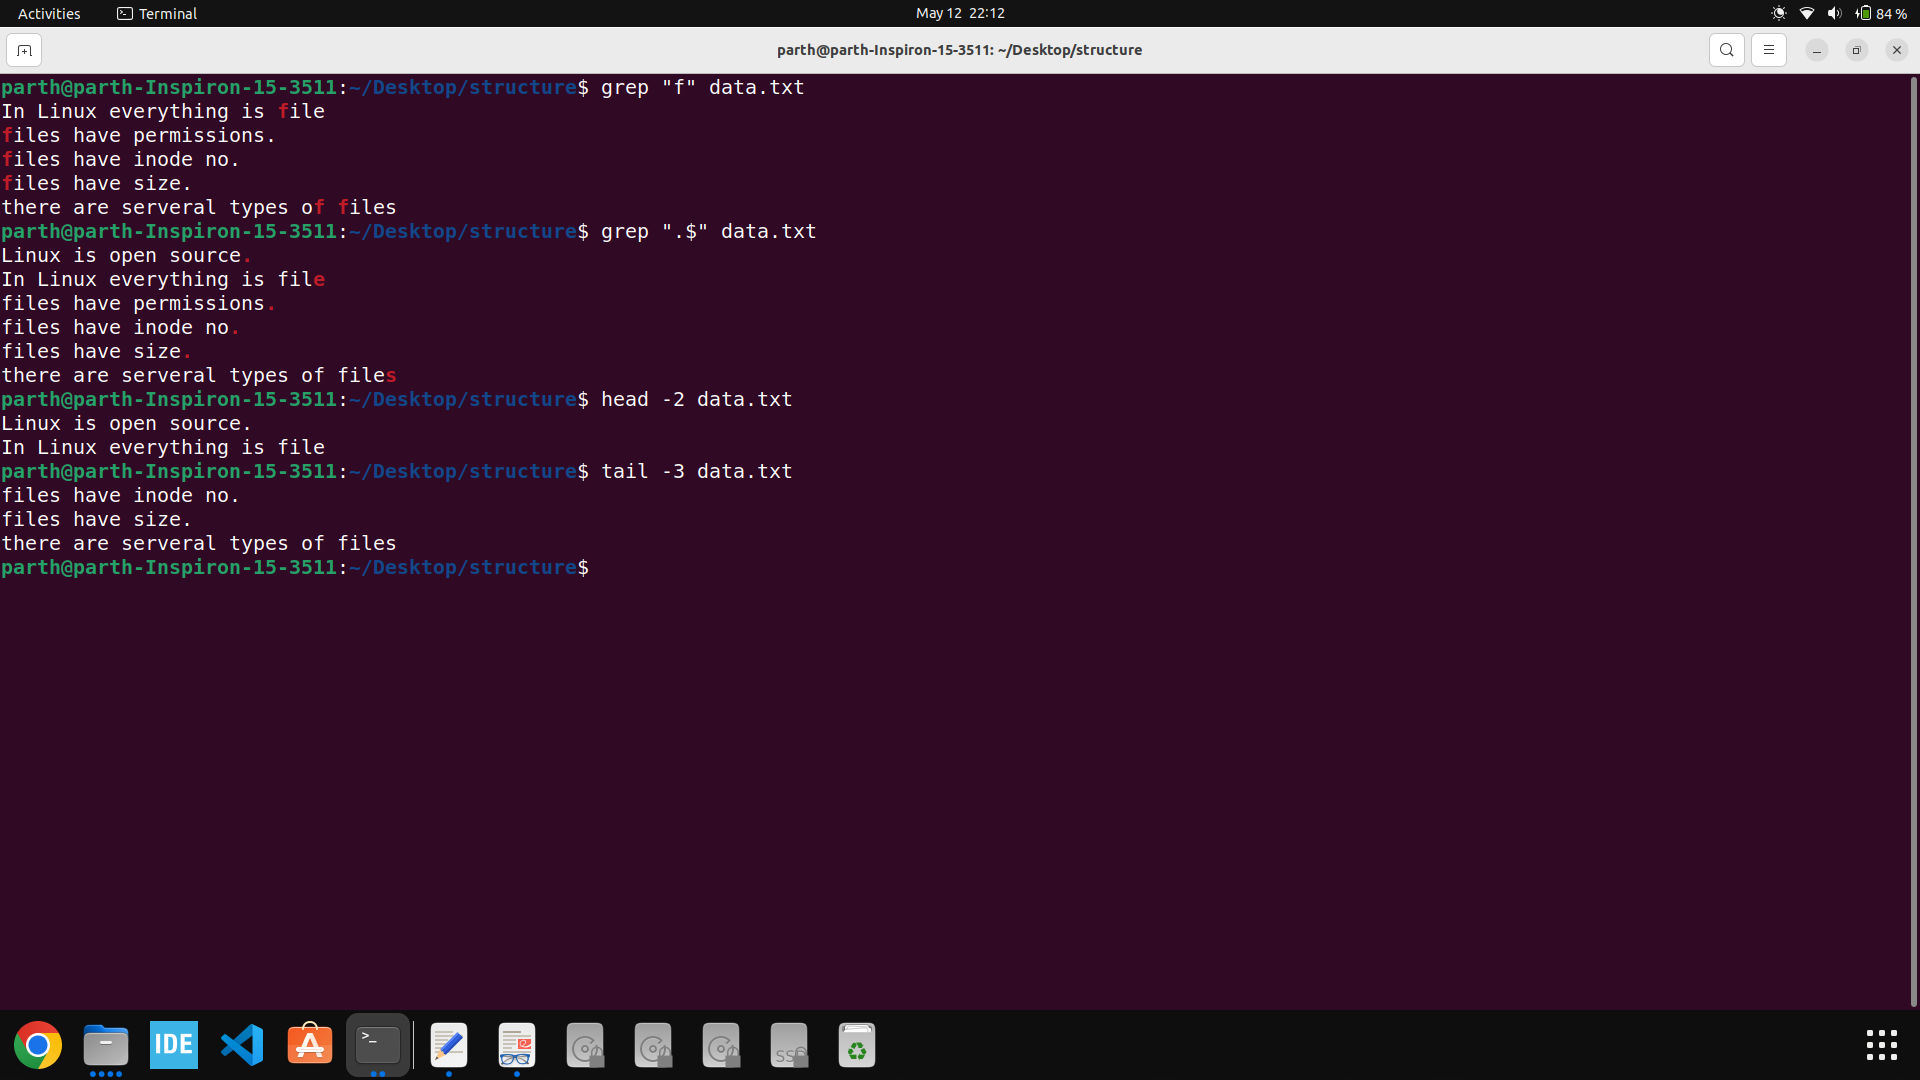 Activities Terminal May 12 22:12 84 %
parth@parth-Inspiron-15-3511: ~/Desktop/structure
parth@parth-Inspiron-15-3511:~/Desktop/structure$ grep "f" data.txt
In Linux everything is file
files have permissions.
files have inode no.
files have size.
there are serveral types of files
parth@parth-Inspiron-15-3511:~/Desktop/structure$ grep ".$" data.txt
Linux is open source.
In Linux everything is file
files have permissions.
files have inode no.
files have size.
there are serveral types of files
parth@parth-Inspiron-15-3511:~/Desktop/structure$ head -2 data.txt
Linux is open source.
In Linux everything is file
parth@parth-Inspiron-15-3511:~/Desktop/structure$ tail -3 data.txt
files have inode no.
files have size.
there are serveral types of files
parth@parth-Inspiron-15-3511:~/Desktop/structure$
IDE >_ SSD